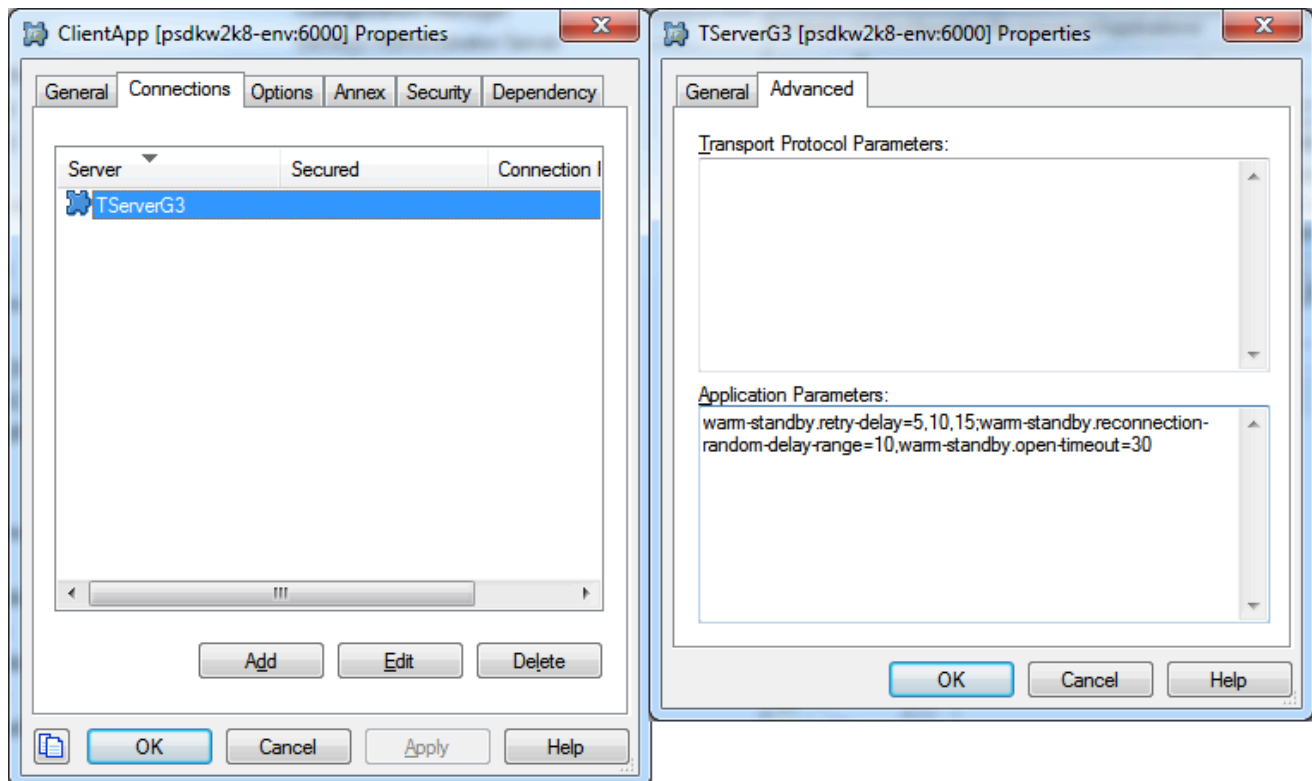 ClientApp [psdkw2k8-env:6000] Properties
General Connections Options Annex Security Dependency
Server Secured Connection
TServerG3
Add Edit Delete
OK Cancel Apply Help
TServerG3 [psdkw2k8-env:6000] Properties
General Advanced
Transport Protocol Parameters:
Application Parameters:
warm-standby.retry-delay=5,10,15;warm-standby.reconnection-
random-delay-range=10,warm-standby.open-timeout=30
OK Cancel Help